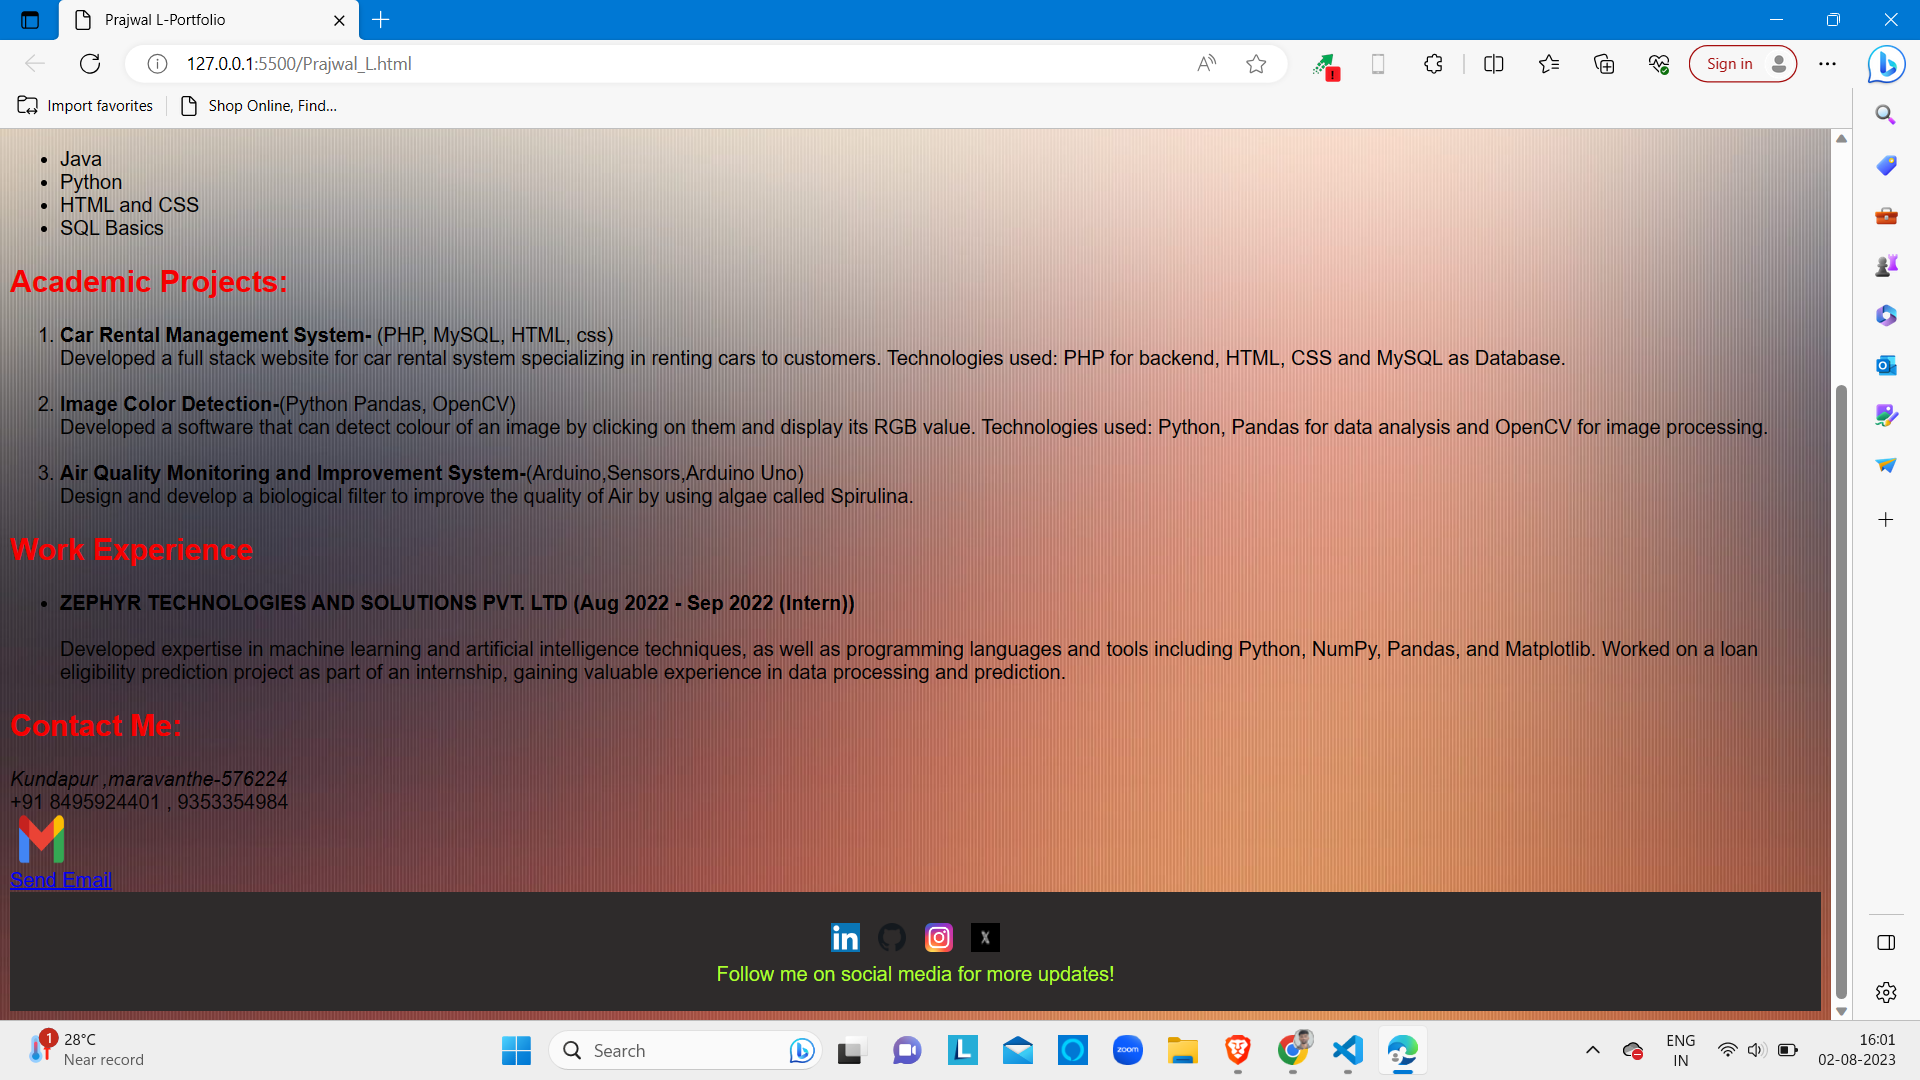 Prajwal L-Portfolio
127.0.0.1:5500/Prajwal_L.html
Sign in
Import favorites
Shop Online, Find...
Java
Python
HTML and CSS
SQL Basics
Academic Projects:
1. Car Rental Management System- (PHP, MySQL, HTML, css)
Developed a full stack website for car rental system specializing in renting cars to customers. Technologies used: PHP for backend, HTML, CSS and MySQL as Database.
2. Image Color Detection-(Python Pandas, OpenCV)
Developed a software that can detect colour of an image by clicking on them and display its RGB value. Technologies used: Python, Pandas for data analysis and OpenCV for image processing.
3. Air Quality Monitoring and Improvement System-(Arduino,Sensors,Arduino Uno)
Design and develop a biological filter to improve the quality of Air by using algae called Spirulina.
Work Experience
ZEPHYR TECHNOLOGIES AND SOLUTIONS PVT. LTD (Aug 2022 - Sep 2022 (Intern))
Developed expertise in machine learning and artificial intelligence techniques, as well as programming languages and tools including Python, NumPy, Pandas, and Matplotlib. Worked on a loan
eligibility prediction project as part of an internship, gaining valuable experience in data processing and prediction.
Contact Me:
Kundapur ,maravanthe-576224
+91 8495924401 , 9353354984
Send Email
in
X
Follow me on social media for more updates!
1
28°C
Near record
Search
L
zoom
ENG
IN
16:01
02-08-2023